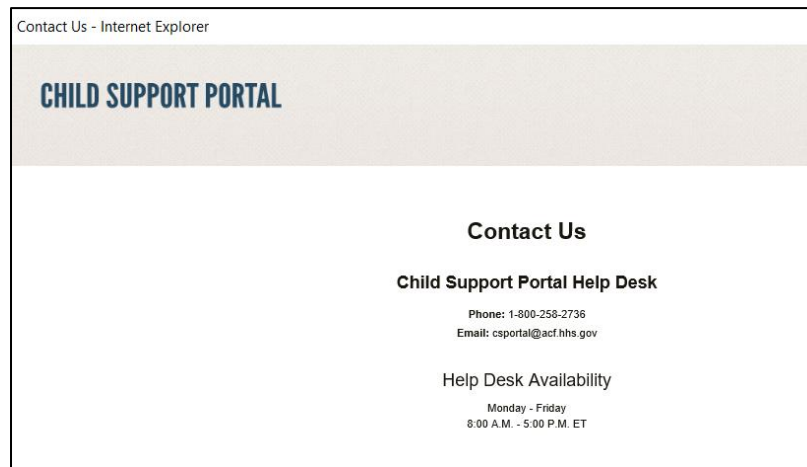 Contact Us - Internet Explorer
CHILD SUPPORT PORTAL
Contact Us
Child Support Portal Help Desk
Phone: 1-800-258-2736
Email: csportal@acf.hhs.gov
Help Desk Availability
Monday - Friday
8:00 A.M. - 5:00 P.M. ET